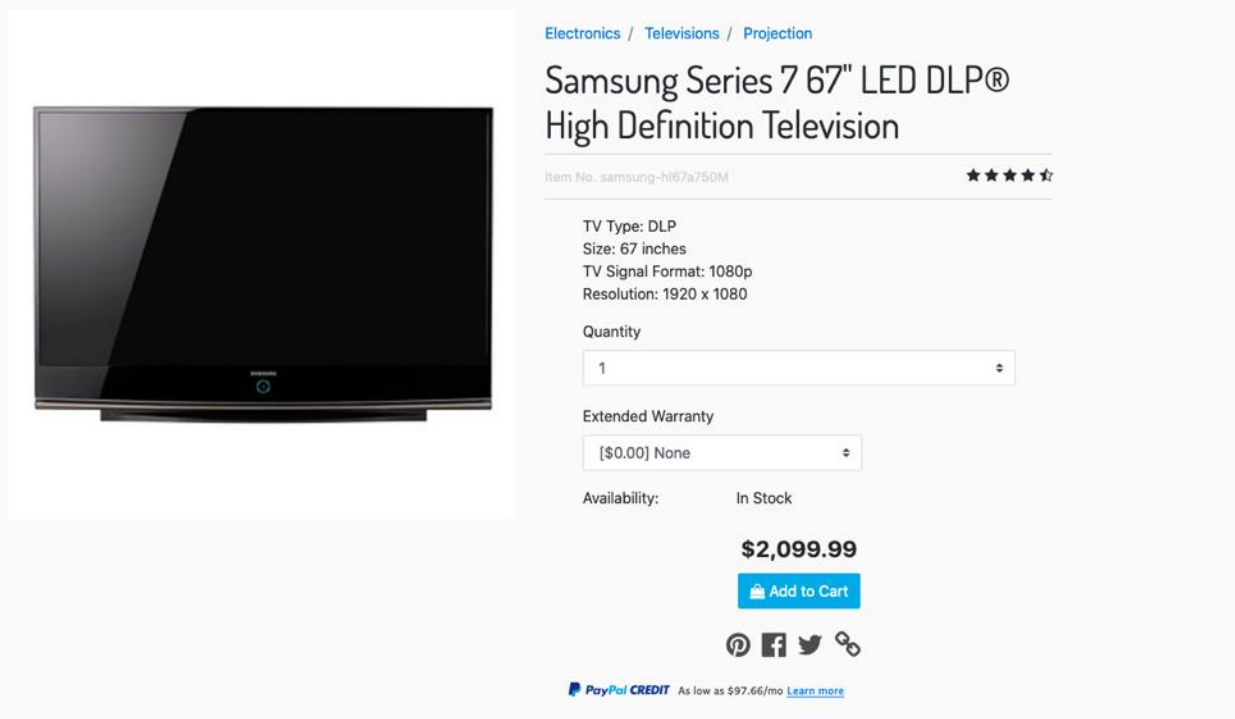 Electronics / Televisions / Projection
Samsung Series 7 67" LED DLP®
High Definition Television
Item No. samsung-hl67a750M
TV Type: DLP
Size: 67 inches
TV Signal Format: 1080p
Resolution: 1920 x 1080
Quantity
1
Extended Warranty
[$0.00] None
Availability: In Stock
$2,099.99
Add to Cart
PayPal CREDIT As low as $97.66/mo Learn more
SAMSUNG